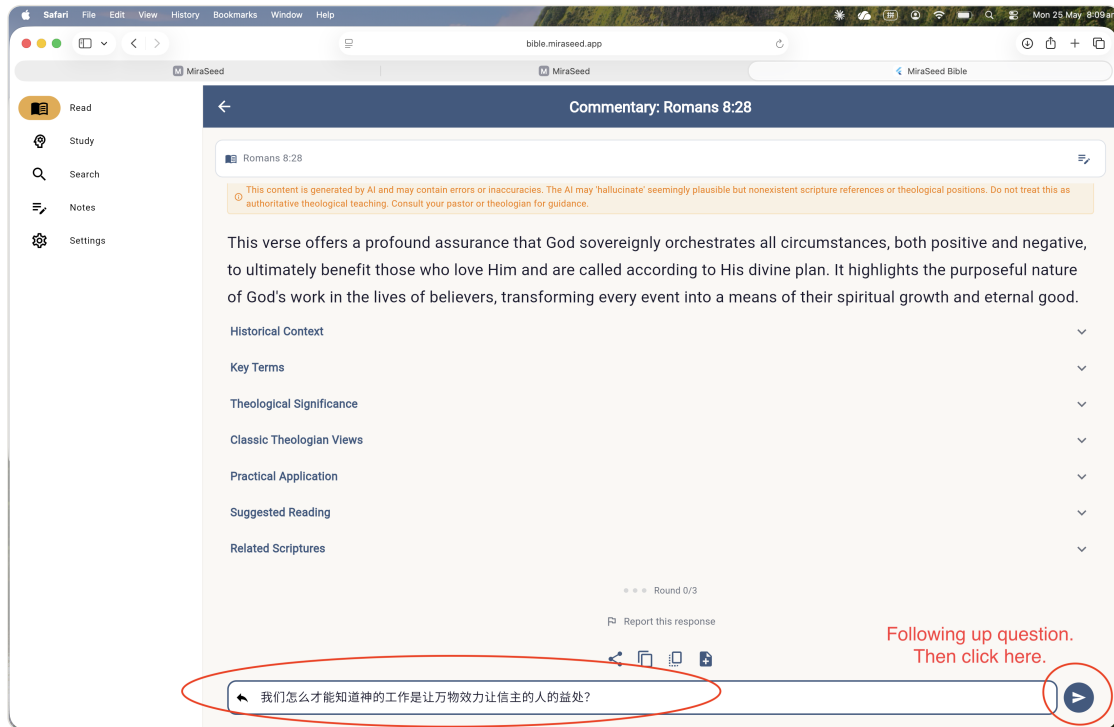 Safari File Edit View History Bookmarks Window Help
Mon 25 May 8:09am
bible.miraseed.app
MiraSeed
MiraSeed
MiraSeed Bible
Read
Study
Search
Notes
Settings
Commentary: Romans 8:28
Romans 8:28
This content is generated by AI and may contain errors or inaccuracies. The AI may 'hallucinate' seemingly plausible but nonexistent scripture references or theological positions. Do not treat this as
authoritative theological teaching. Consult your pastor or theologian for guidance.
This verse offers a profound assurance that God sovereignly orchestrates all circumstances, both positive and negative,
to ultimately benefit those who love Him and are called according to His divine plan. It highlights the purposeful nature
of God's work in the lives of believers, transforming every event into a means of their spiritual growth and eternal good.
Historical Context
Key Terms
Theological Significance
Classic Theologian Views
Practical Application
Suggested Reading
Related Scriptures
Round 0/3
Report this response
Following up question.
Then click here.
我们怎么才能知道神的工作是让万物效力让信主的人的益处?